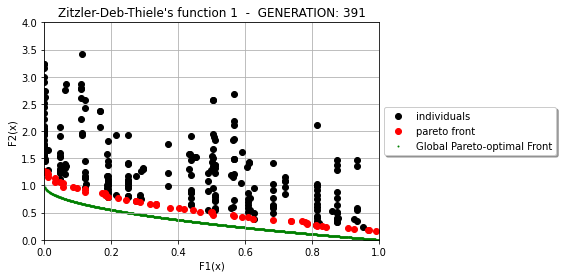 Zitzler-Deb-Thiele's function 1 - GENERATION: 391
4.0
3.5
3.0
2.5
2.0
1.5
1.0
0.5
0.0
F2(x)
0.0 0.2 0.4 0.6 0.8 1.0
F1(x)
individuals
pareto front
Global Pareto-optimal Front